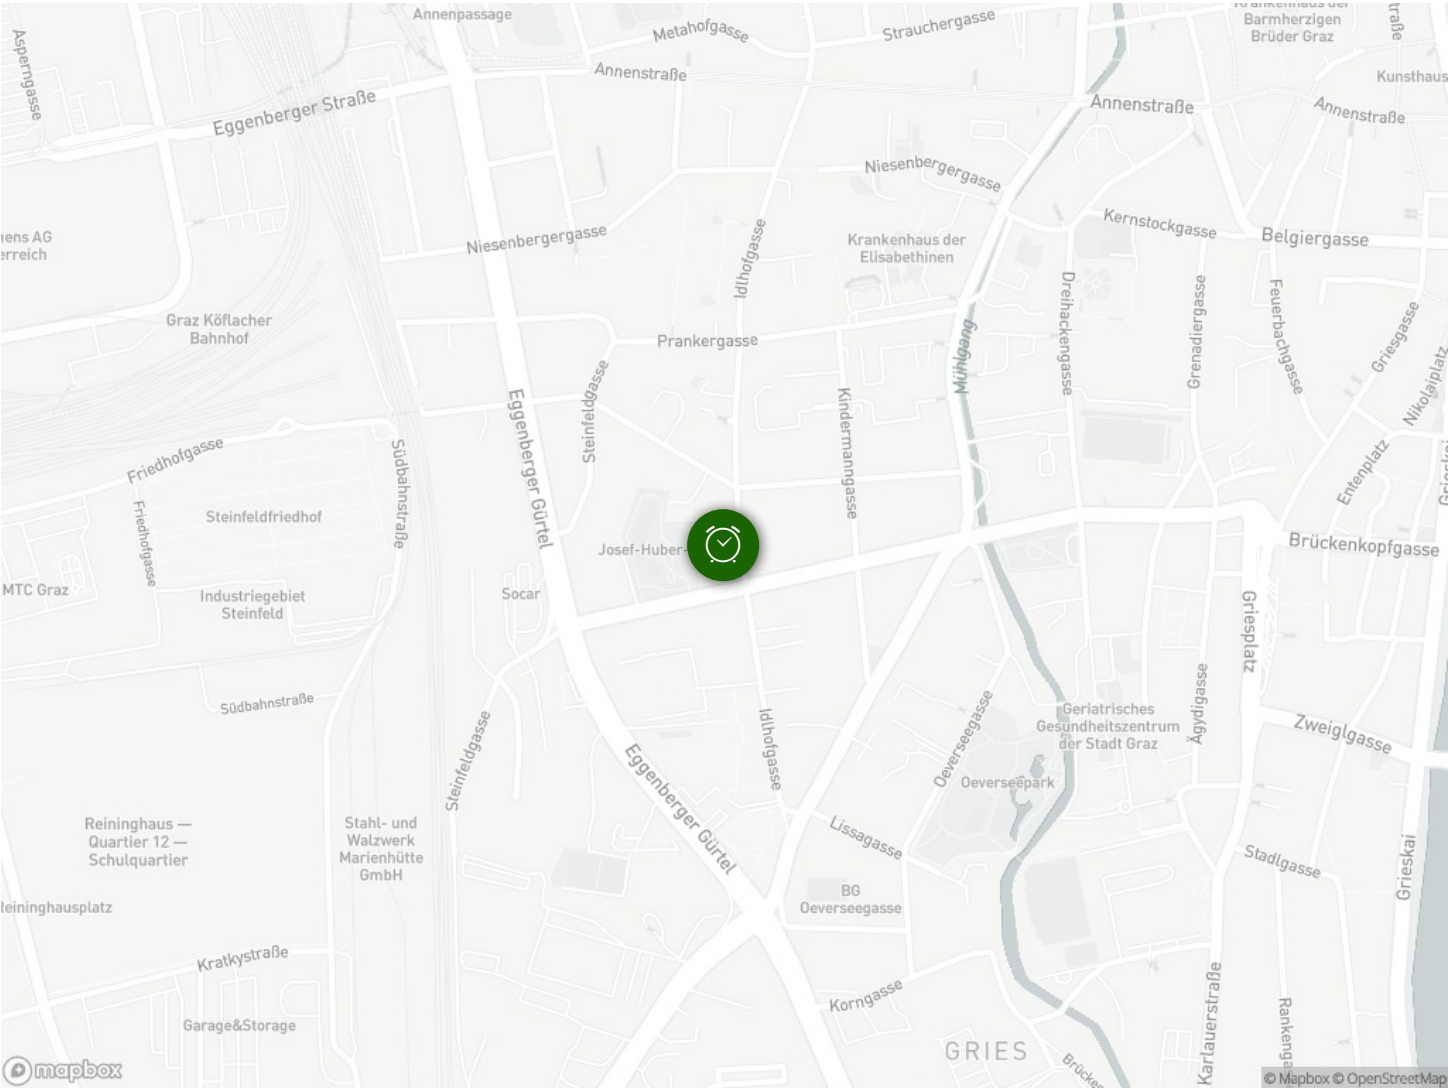 Annenpassage
Metahofgasse
Strauchergasse
Barmherzigen
Brüder Graz
Asperngasse
Annenstraße
Kunsthaus
Eggenberger Straße
Annenstraße
Annenstraße
Niesenbergergasse
Kernstockgasse
Belgiergasse
Niesenbergergasse
Krankenhaus der
Elisabethinen
Idlhofgasse
Dreihackengasse
Grenadiergasse
Feuerbachgasse
Griesgasse
Nikolaiplatz
Graz Köflacher
Bahnhof
Prankergasse
Mühlgang
Steinfeldgasse
Kindermanngasse
Eggenberger Gürtel
Friedhofgasse
Südbahnstraße
Entenplatz
Friedhofgasse
Steinfeldfriedhof
Josef-Huber-
Brückenkopfgasse
MTC Graz
Industriegebiet
Steinfeld
Socar
Griesplatz
Südbahnstraße
Steinfeldgasse
Idlhofgasse
Oeverseegasse
Geriatrisches
Gesundheitszentrum
der Stadt Graz
Ägydigasse
Zweiglgasse
Eggenberger Gürtel
Oeverseepark
Reininghaus —
Quartier 12 —
Schulquartier
Stahl- und
Walzwerk
Marienhütte
GmbH
Lissagasse
Stadlgasse
Grieskai
BG
Oeverseegasse
Reininghausplatz
Kratkystraße
Korngasse
Karlauerstraße
Garage&Storage
GRIES
mapbox
© Mapbox © OpenStreetMap